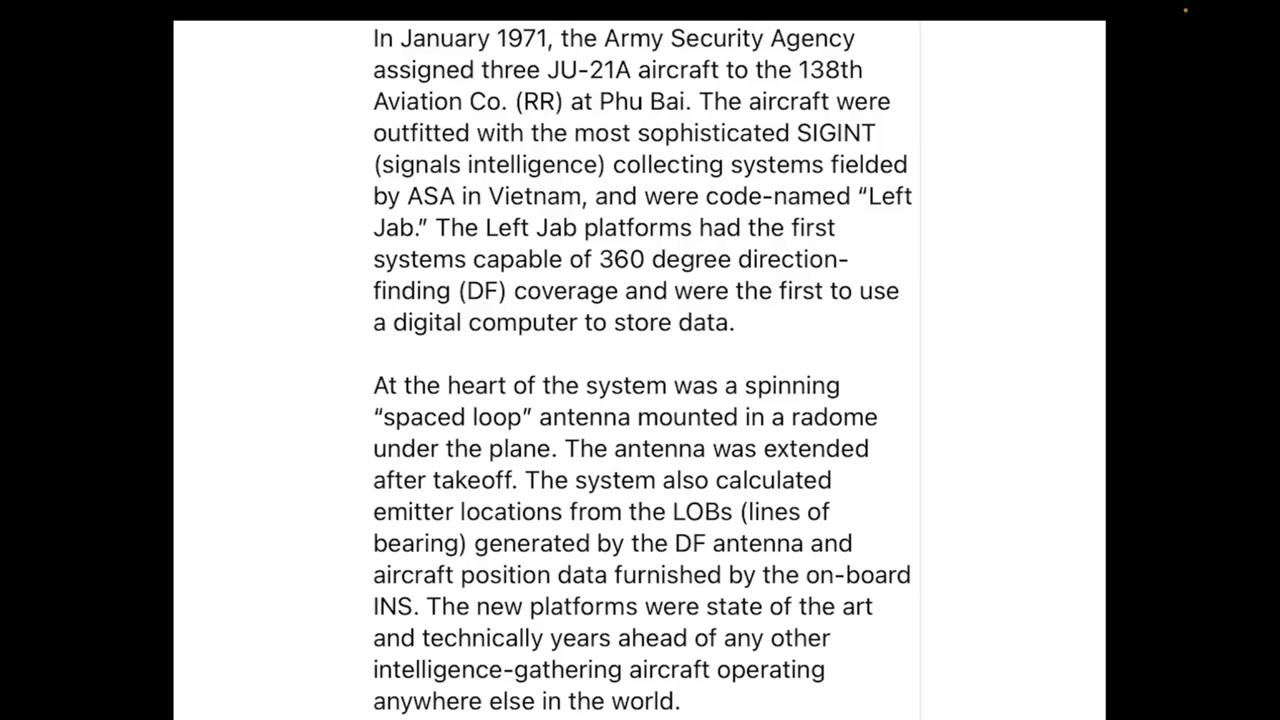 In January 1971, the Army Security Agency
assigned three JU-21A aircraft to the 138th
Aviation Co. (RR) at Phu Bai. The aircraft were
outfitted with the most sophisticated SIGINT
(signals intelligence) collecting systems fielded
by ASA in Vietnam, and were code-named “Left
Jab.” The Left Jab platforms had the first
systems capable of 360 degree direction-
finding (DF) coverage and were the first to use
a digital computer to store data.
At the heart of the system was a spinning
“spaced loop” antenna mounted in a radome
under the plane. The antenna was extended
after takeoff. The system also calculated
emitter locations from the LOBs (lines of
bearing) generated by the DF antenna and
aircraft position data furnished by the on-board
INS. The new platforms were state of the art
and technically years ahead of any other
intelligence-gathering aircraft operating
anywhere else in the world.